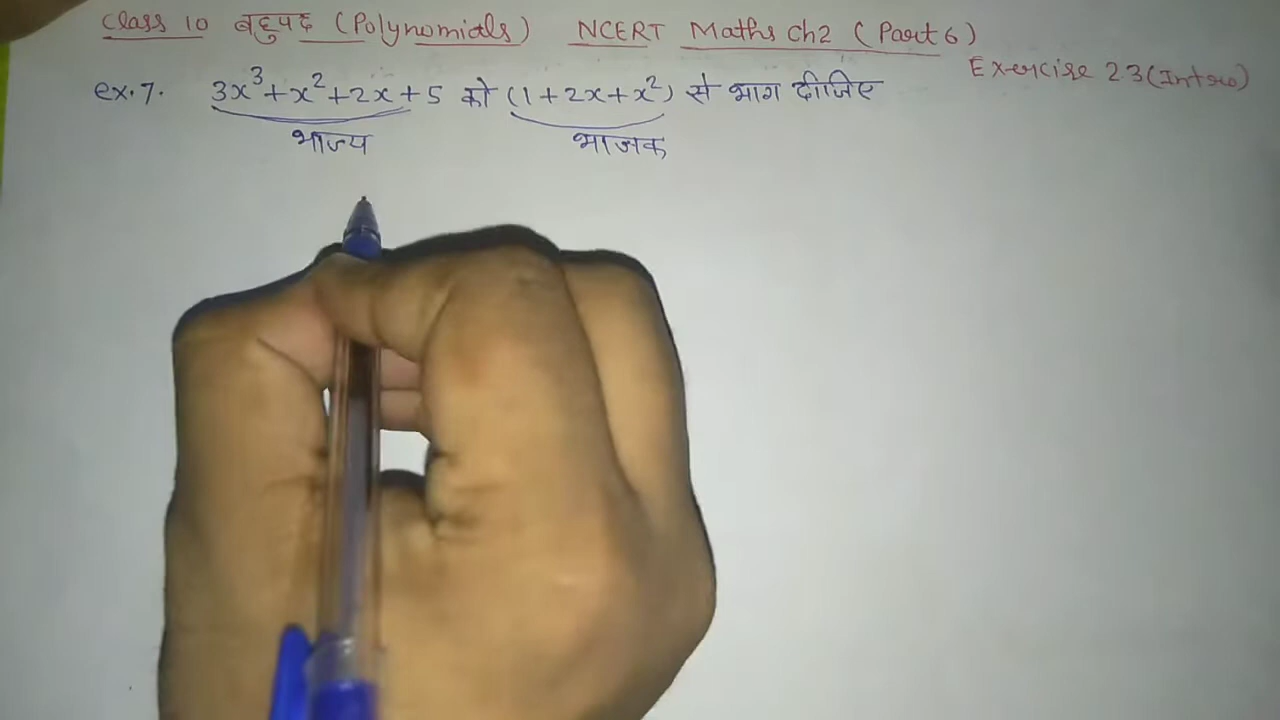 Class 10 बहुपद (Polynomials) NCERT Maths Ch2 (Part 6)
Exercise 2.3 (Intro)
ex.7. 3x³+x²+2x+5 को (1+2x+x²) से भाग दीजिए
भाज्य भाजक